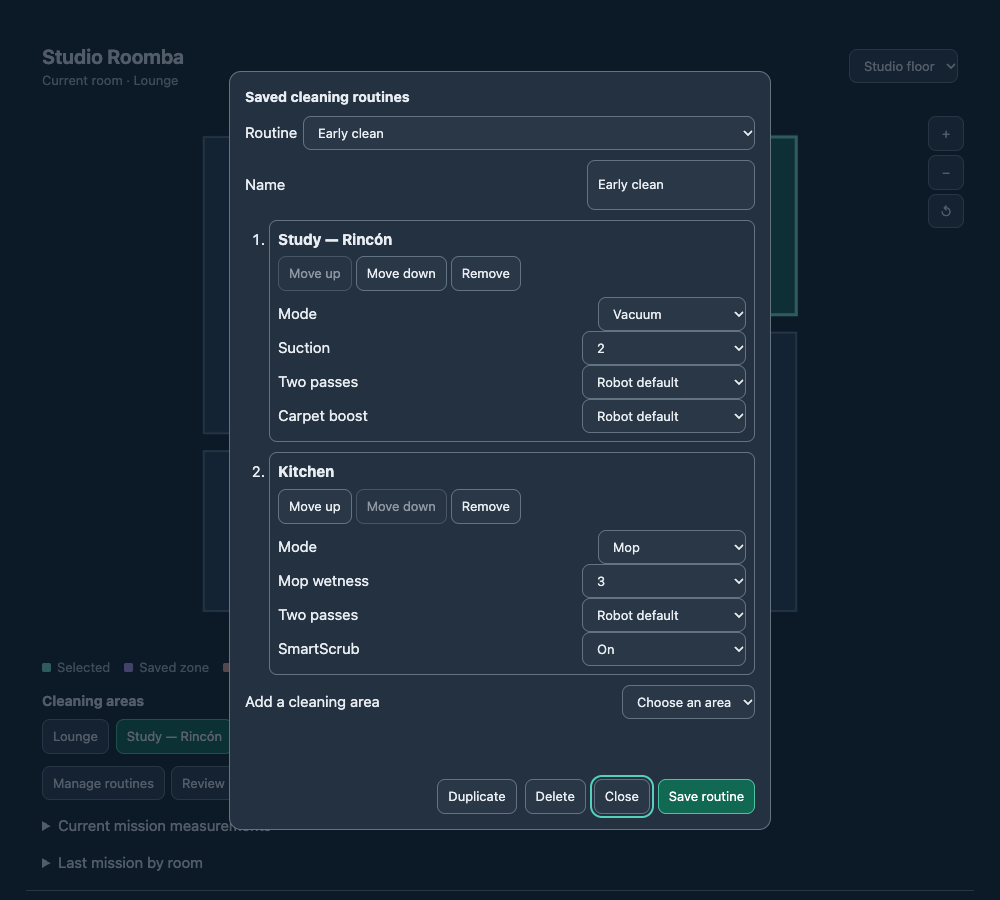 Studio Roomba
Current room · Lounge
Studio floor
+
−
Saved cleaning routines
Routine Early clean
Name Early clean
1. Study — Rincón
Move up Move down Remove
Mode Vacuum
Suction 2
Two passes Robot default
Carpet boost Robot default
2. Kitchen
Move up Move down Remove
Mode Mop
Mop wetness 3
Two passes Robot default
SmartScrub On
Add a cleaning area Choose an area
Duplicate Delete Close Save routine
Selected Saved zone
Cleaning areas
Lounge Study — Rincón
Manage routines Review
Current mission measurements
Last mission by room